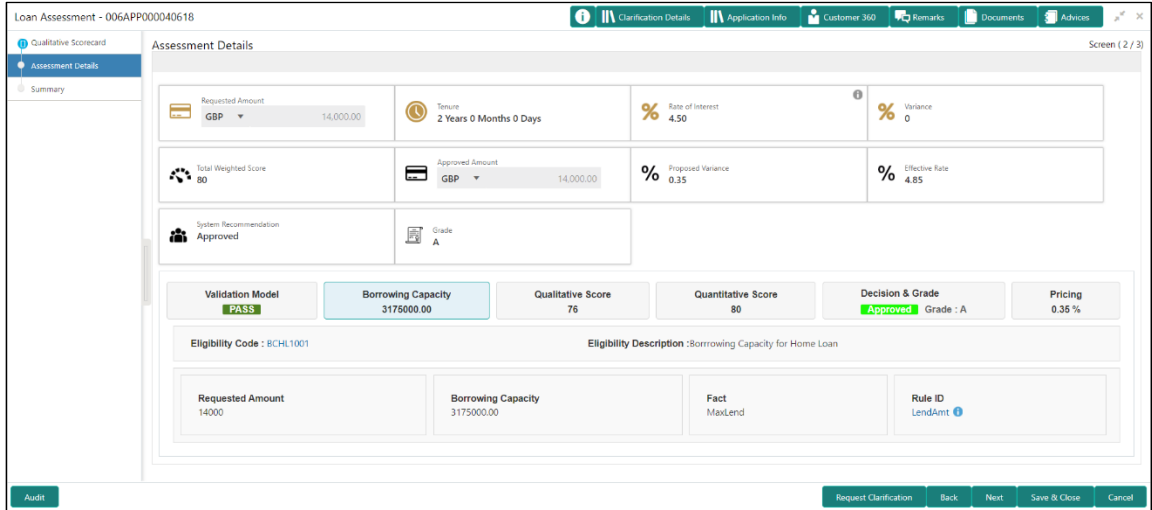 Loan Assessment - 006APP000040618
Clarification Details
Application Info
Customer 360
Remarks
Documents
Advices
Qualitative Scorecard
Assessment Details
Summary
Assessment Details
Screen ( 2 / 3)
Requested Amount
GBP 14,000.00
Tenure
2 Years 0 Months 0 Days
Rate of Interest
4.50
Variance
0
Total Weighted Score
80
Approved Amount
GBP 14,000.00
Proposed Variance
0.35
Effective Rate
4.85
System Recommendation
Approved
Grade
A
Validation Model
PASS
Borrowing Capacity
3175000.00
Qualitative Score
76
Quantitative Score
80
Decision & Grade
Approved Grade : A
Pricing
0.35 %
Eligibility Code : BCHL1001
Eligibility Description :Borrrowing Capacity for Home Loan
Requested Amount
14000
Borrowing Capacity
3175000.00
Fact
MaxLend
Rule ID
LendAmt
Audit
Request Clarification
Back
Next
Save & Close
Cancel